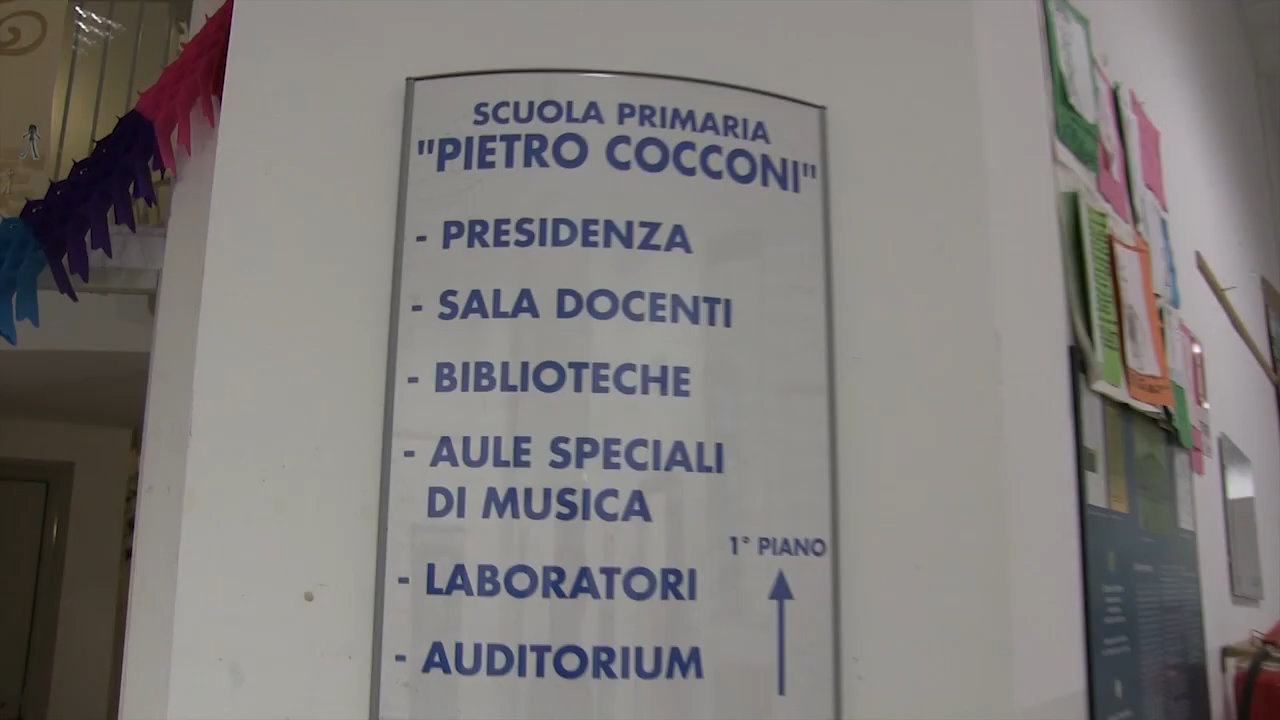 SCUOLA PRIMARIA
"PIETRO COCCONI"
- PRESIDENZA
- SALA DOCENTI
- BIBLIOTECHE
- AULE SPECIALI
DI MUSICA
1° PIANO
- LABORATORI
- AUDITORIUM